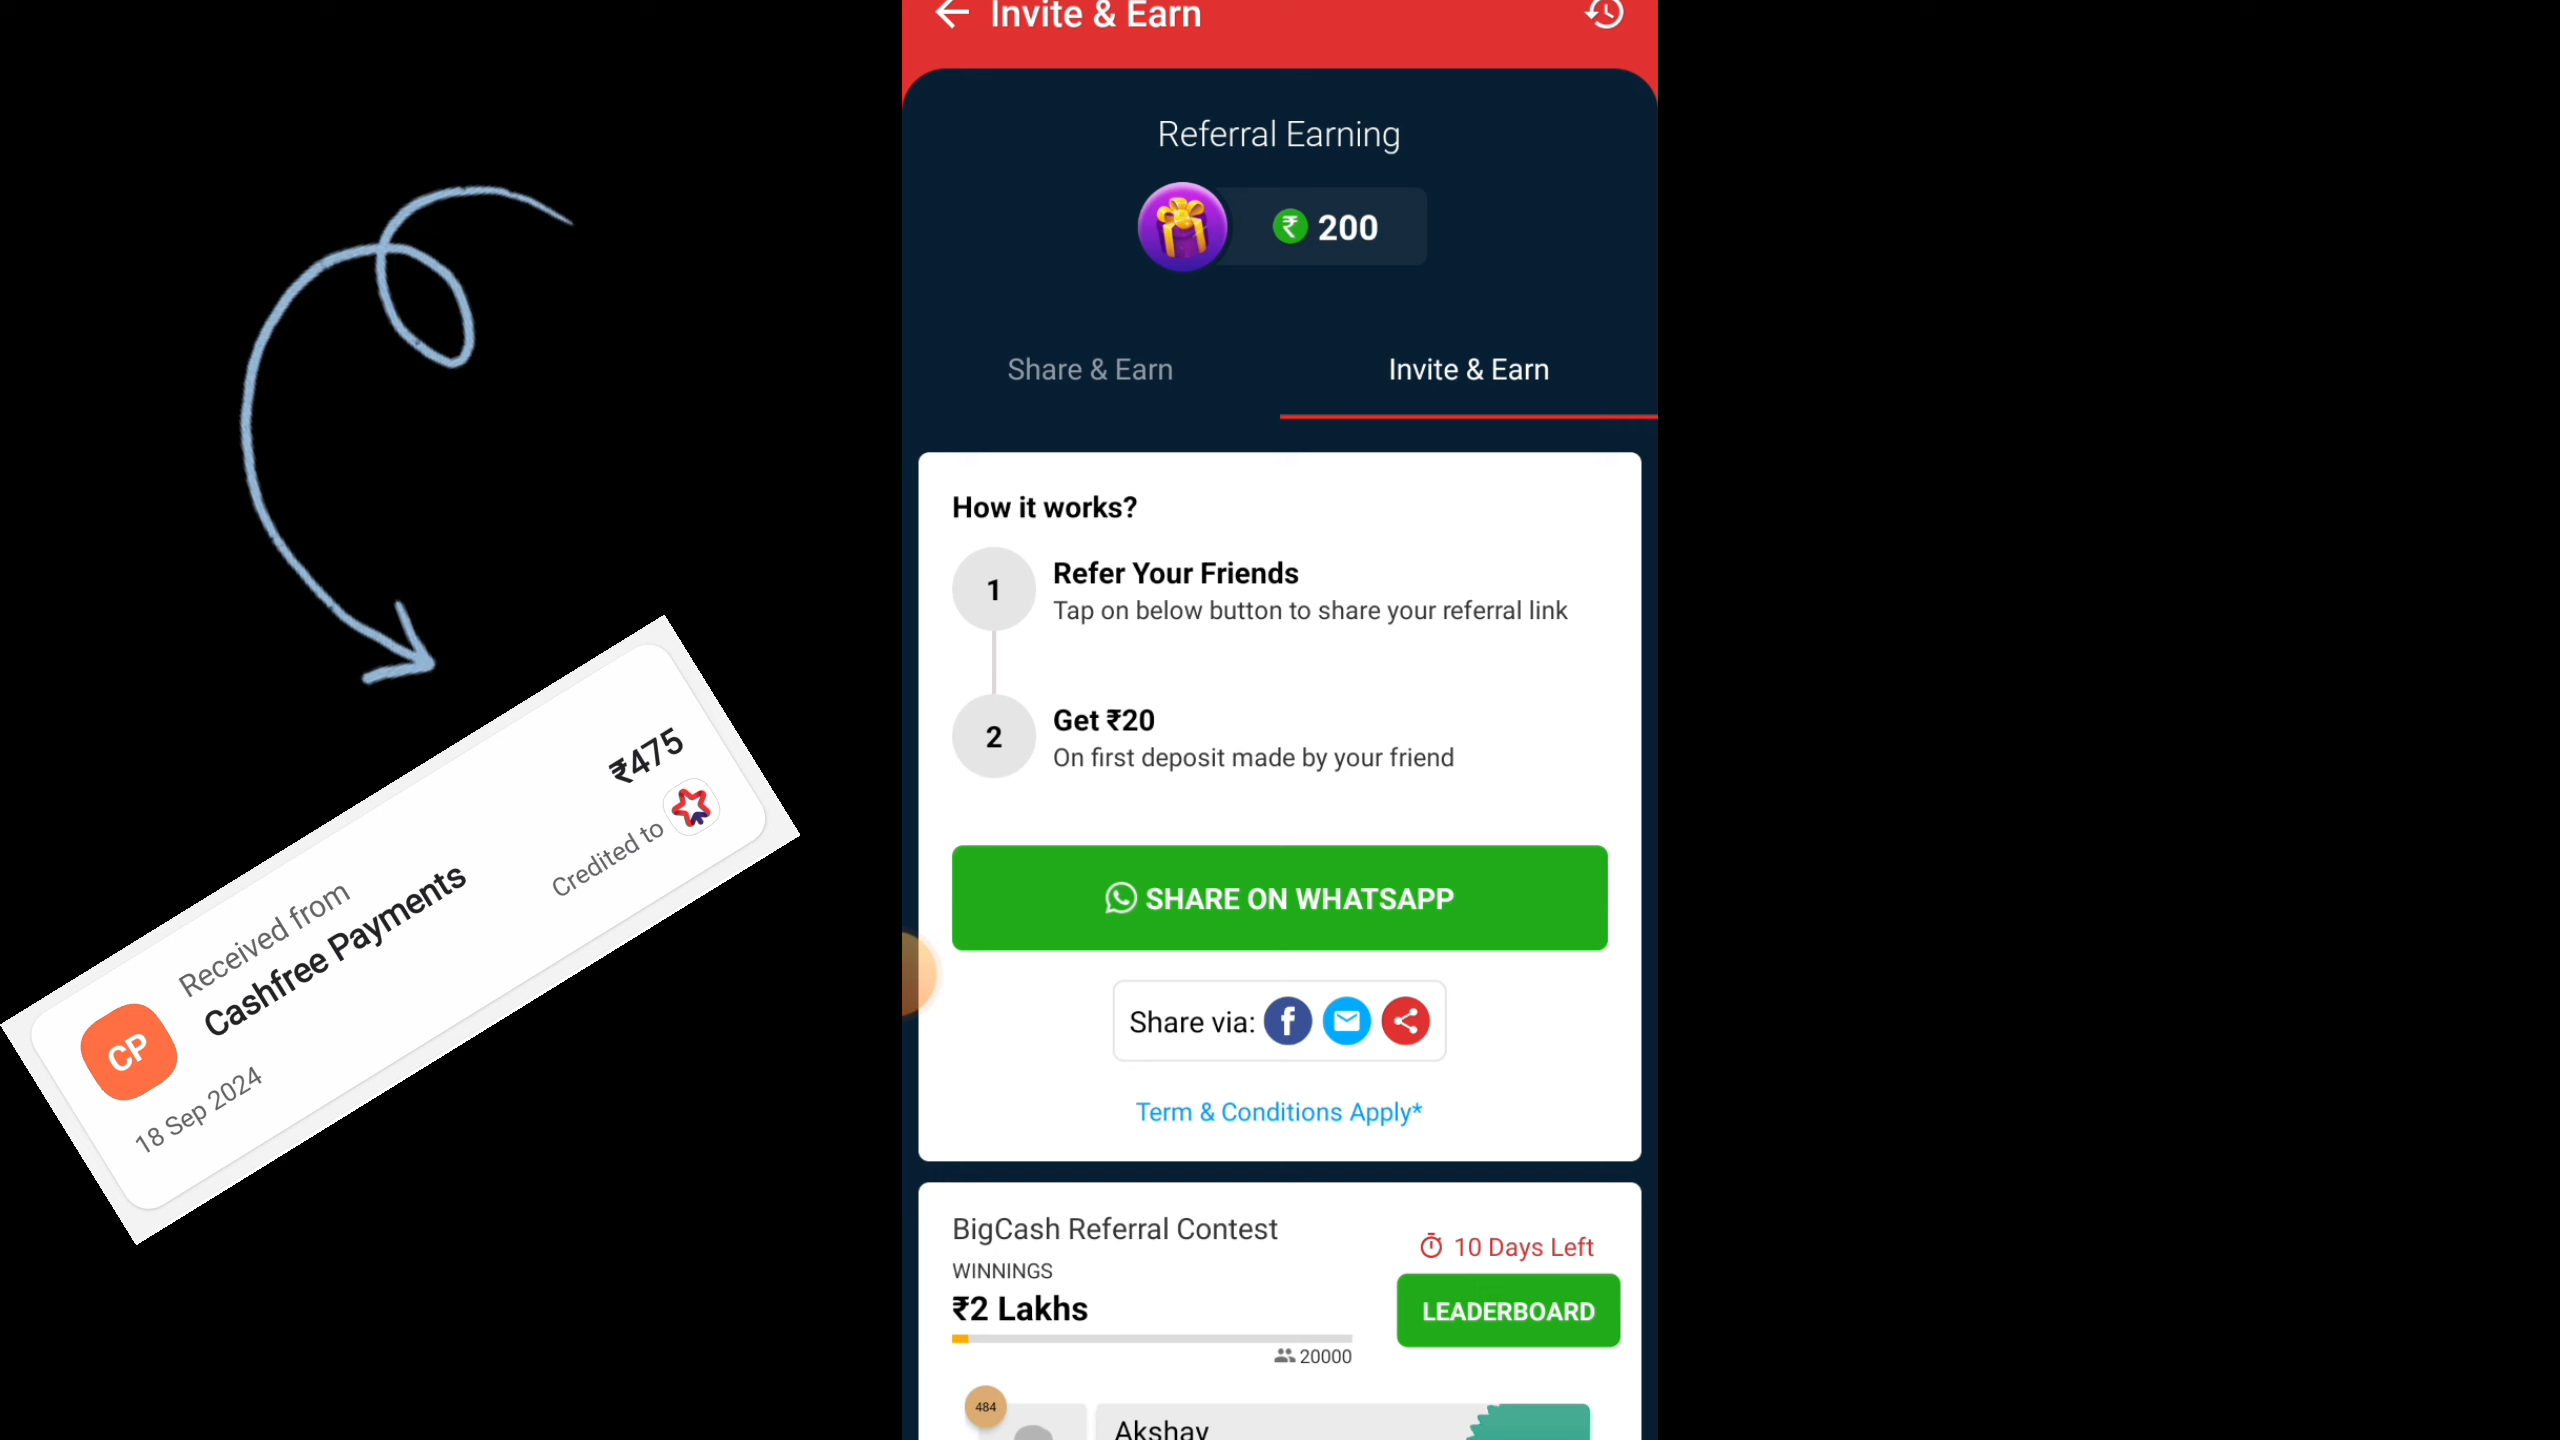 Invite & Earn
Referral Earning
₹ 200
Share & Earn
Invite & Earn
How it works?
1
Refer Your Friends
Tap on below button to share your referral link
2
Get ₹20
On first deposit made by your friend
SHARE ON WHATSAPP
Share via:
Term & Conditions Apply*
BigCash Referral Contest
10 Days Left
WINNINGS
₹2 Lakhs
LEADERBOARD
20000
484
Akshay
Received from
Cashfree Payments
₹475
CP
Credited to
18 Sep 2024